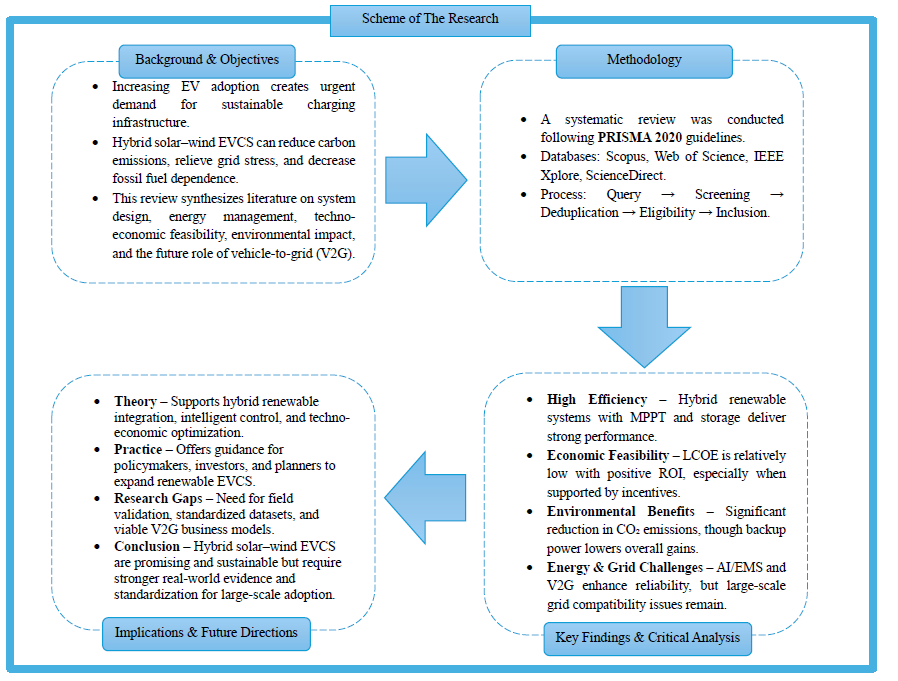 Scheme of The Research
Background & Objectives
• Increasing EV adoption creates urgent
demand for sustainable charging
infrastructure.
• Hybrid solar–wind EVCS can reduce carbon
emissions, relieve grid stress, and decrease
fossil fuel dependence.
• This review synthesizes literature on system
design, energy management, techno-
economic feasibility, environmental impact,
and the future role of vehicle-to-grid (V2G).
Methodology
• A systematic review was conducted
following PRISMA 2020 guidelines.
• Databases: Scopus, Web of Science, IEEE
Xplore, ScienceDirect.
• Process: Query → Screening →
Deduplication → Eligibility → Inclusion.
• High Efficiency – Hybrid renewable
systems with MPPT and storage deliver
strong performance.
• Economic Feasibility – LCOE is relatively
low with positive ROI, especially when
supported by incentives.
• Environmental Benefits – Significant
reduction in CO₂ emissions, though backup
power lowers overall gains.
• Energy & Grid Challenges – AI/EMS and
V2G enhance reliability, but large-scale
grid compatibility issues remain.
Key Findings & Critical Analysis
• Theory – Supports hybrid renewable
integration, intelligent control, and techno-
economic optimization.
• Practice – Offers guidance for
policymakers, investors, and planners to
expand renewable EVCS.
• Research Gaps – Need for field
validation, standardized datasets, and
viable V2G business models.
• Conclusion – Hybrid solar–wind EVCS
are promising and sustainable but require
stronger real-world evidence and
standardization for large-scale adoption.
Implications & Future Directions